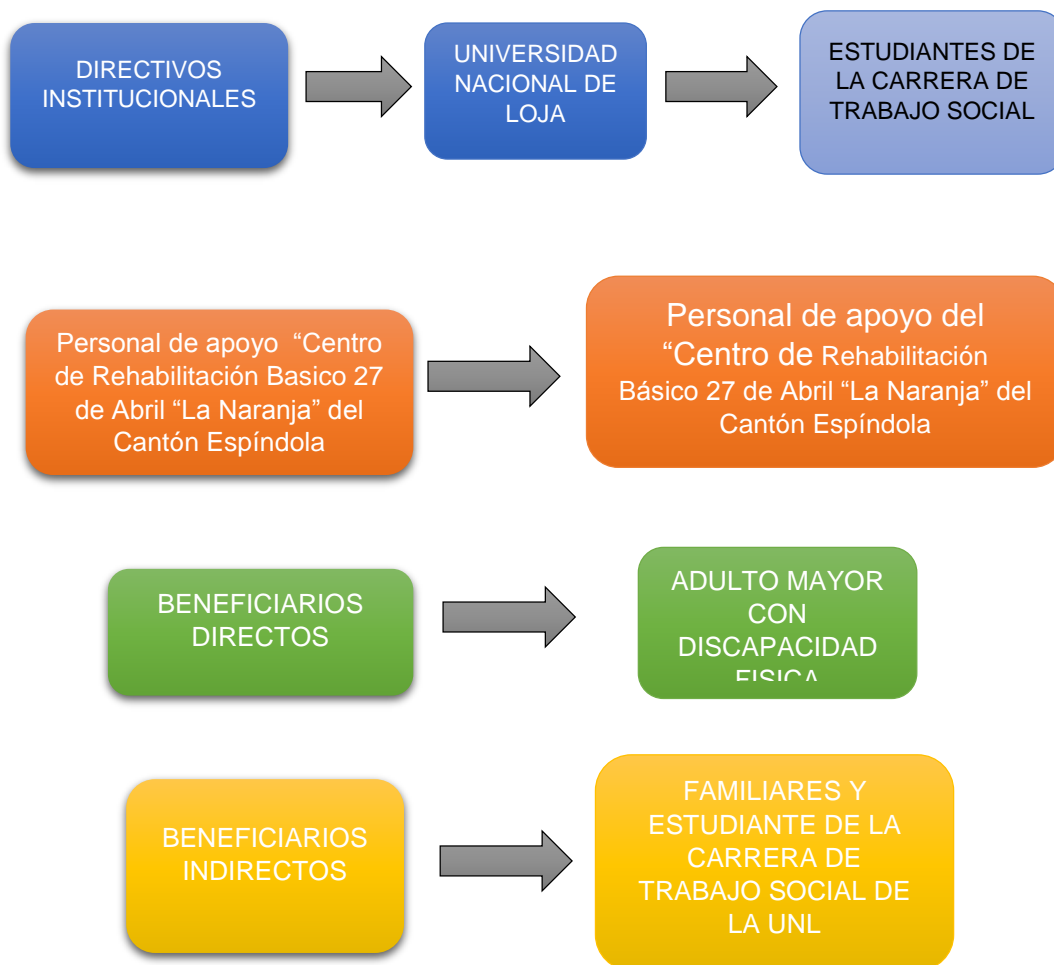 DIRECTIVOS
INSTITUCIONALES
UNIVERSIDAD
NACIONAL DE
LOJA
ESTUDIANTES DE
LA CARRERA DE
TRABAJO SOCIAL
Personal de apoyo “Centro
de Rehabilitación Basico 27
de Abril “La Naranja” del
Cantón Espíndola
Personal de apoyo del
“Centro de Rehabilitación
Básico 27 de Abril “La Naranja” del
Cantón Espíndola
BENEFICIARIOS
DIRECTOS
ADULTO MAYOR
CON
DISCAPACIDAD
FISICA
BENEFICIARIOS
INDIRECTOS
FAMILIARES Y
ESTUDIANTE DE LA
CARRERA DE
TRABAJO SOCIAL DE
LA UNL